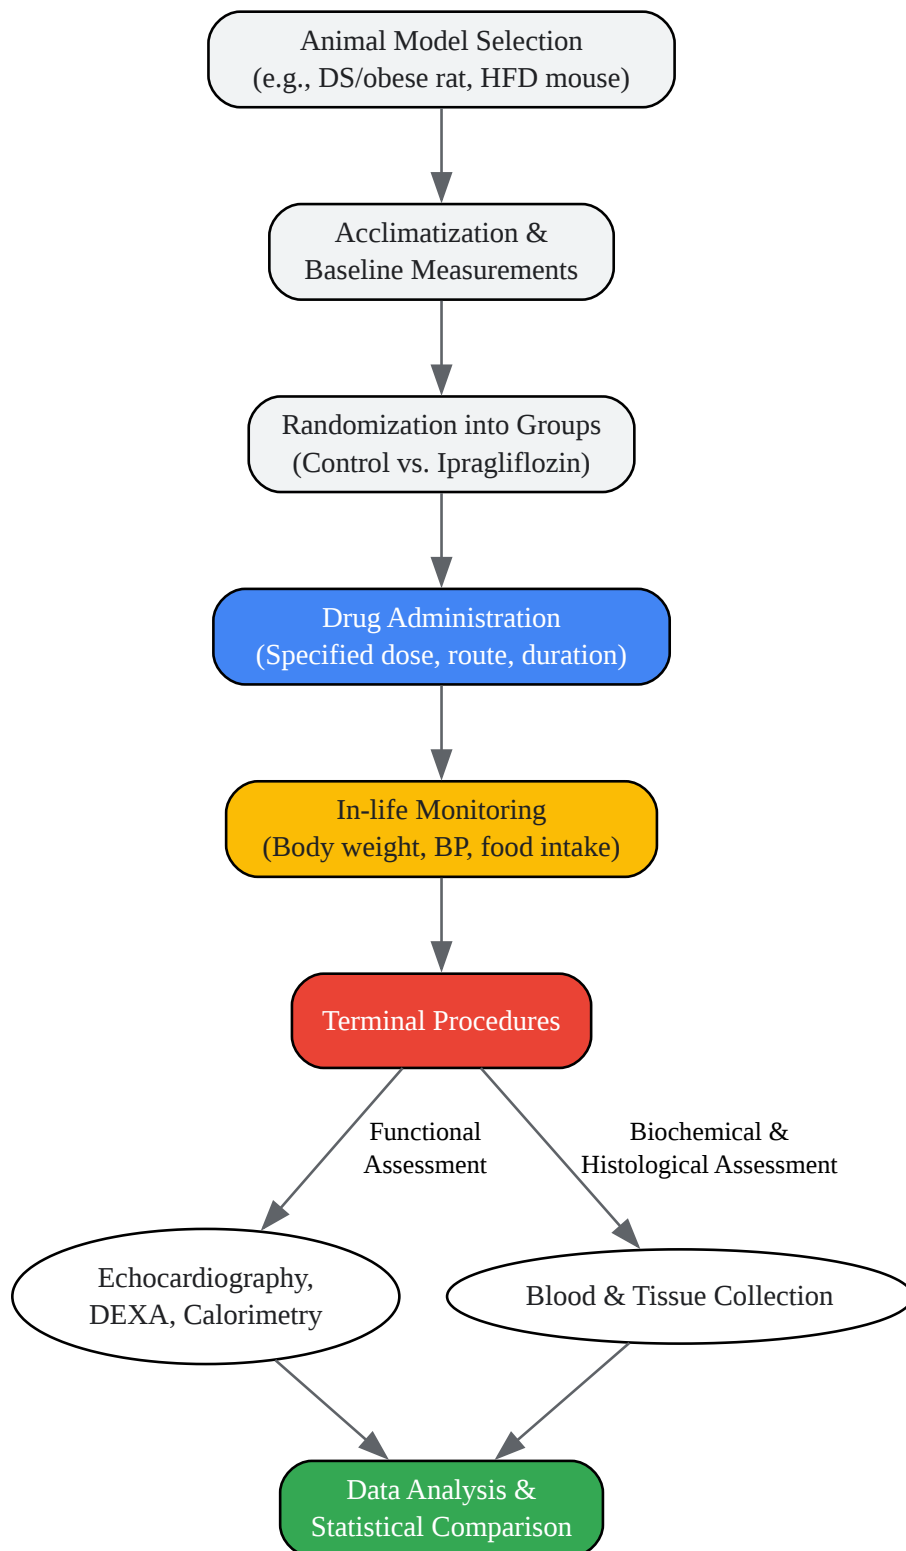 Animal Model Selection
(e.g., DS/obese rat, HFD mouse)
Acclimatization &
Baseline Measurements
Randomization into Groups
(Control vs. Ipragliflozin)
Drug Administration
(Specified dose, route, duration)
In-life Monitoring
(Body weight, BP, food intake)
Terminal Procedures
Functional
Assessment
Biochemical &
Histological Assessment
Echocardiography,
DEXA, Calorimetry
Blood & Tissue Collection
Data Analysis &
Statistical Comparison